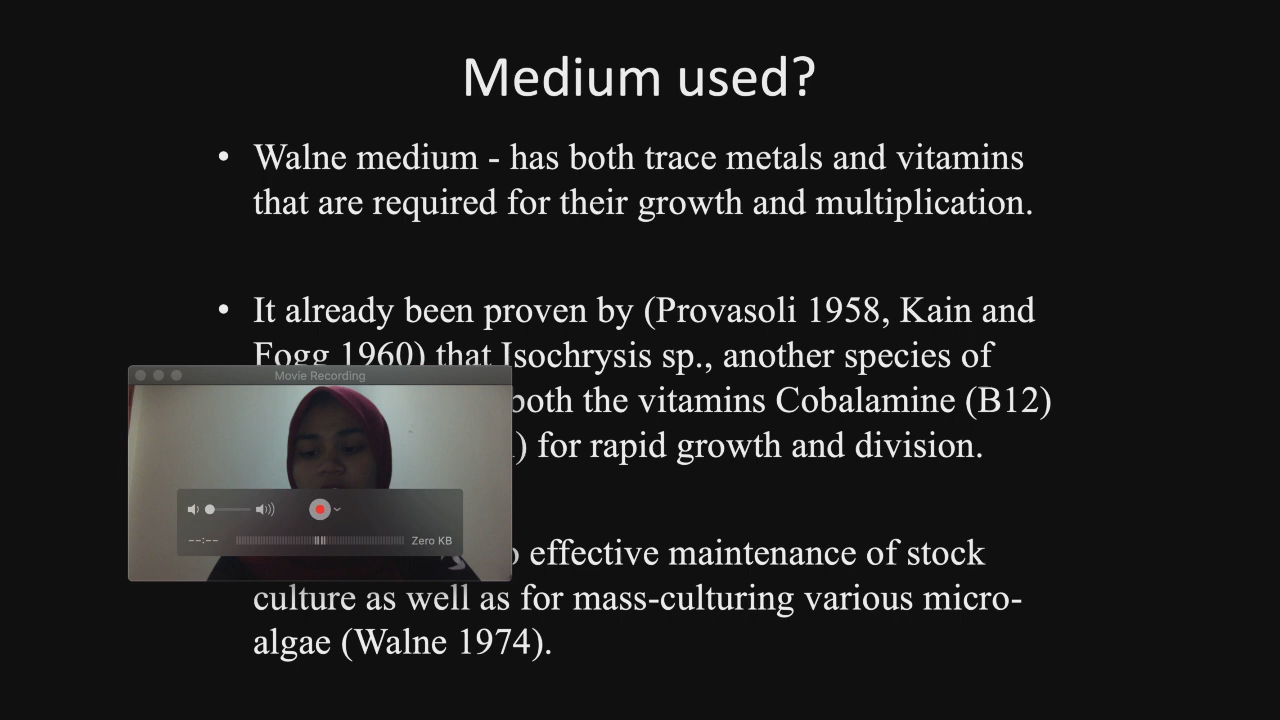 Medium used?
• Walne medium - has both trace metals and vitamins
that are required for their growth and multiplication.
• It already been proven by (Provasoli 1958, Kain and
Fogg 1960) that Isochrysis sp., another species of
Movie Recording
both the vitamins Cobalamine (B12)
) for rapid growth and division.
--:--
Zero KB
effective maintenance of stock
culture as well as for mass-culturing various micro-
algae (Walne 1974).